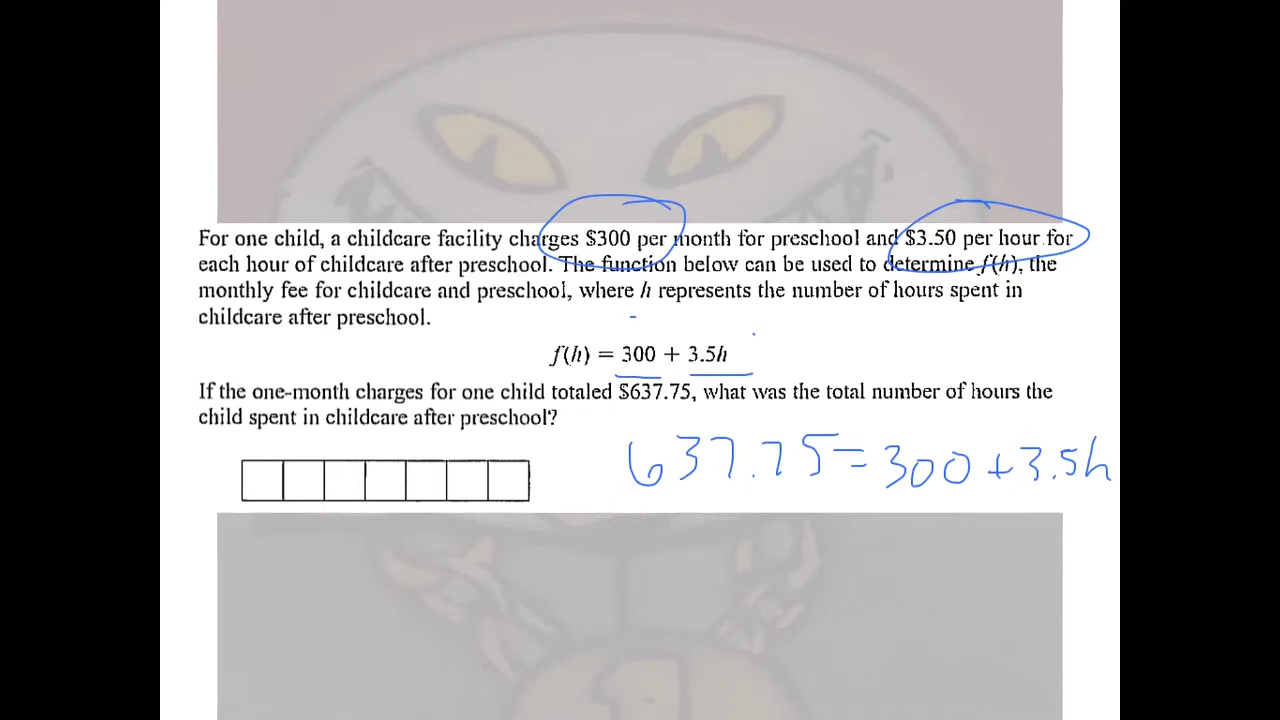 For one child, a childcare facility charges $300 per month for preschool and $3.50 per hour for
each hour of childcare after preschool. The function below can be used to determine f(h), the
monthly fee for childcare and preschool, where h represents the number of hours spent in
childcare after preschool.
f(h) = 300 + 3.5h
If the one-month charges for one child totaled $637.75, what was the total number of hours the
child spent in childcare after preschool?
637.75=300+3.5h
1